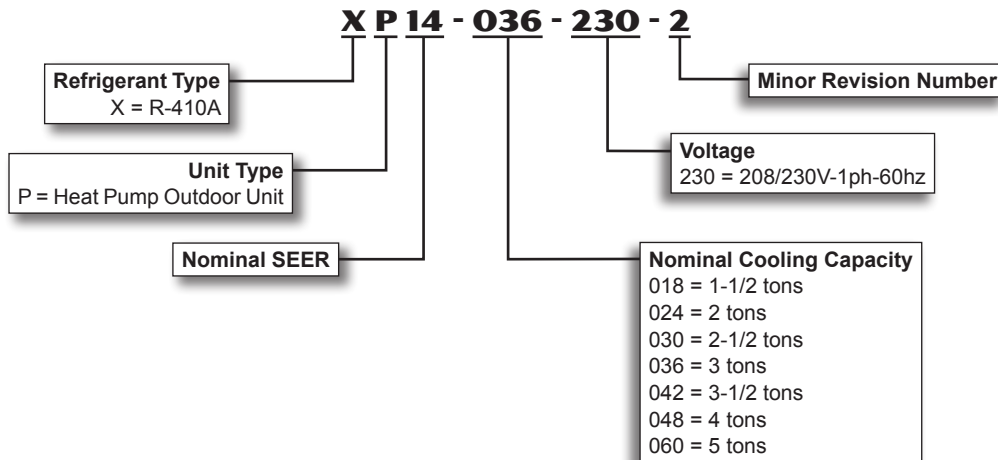 XP14 - 036 - 230 - 2
Refrigerant Type
X = R-410A
Unit Type
P = Heat Pump Outdoor Unit
Nominal SEER
Minor Revision Number
Voltage
230 = 208/230V-1ph-60hz
Nominal Cooling Capacity
018 = 1-1/2 tons
024 = 2 tons
030 = 2-1/2 tons
036 = 3 tons
042 = 3-1/2 tons
048 = 4 tons
060 = 5 tons